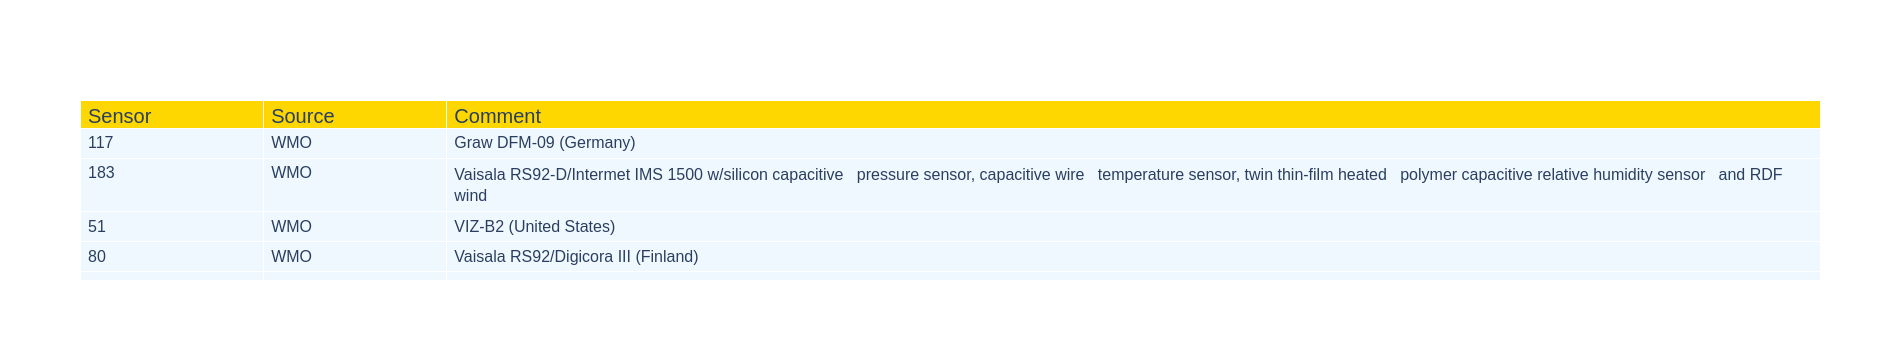 Sensor Source Comment
117 WMO Graw DFM-09 (Germany)
183 WMO Vaisala RS92-D/Intermet IMS 1500 w/silicon capacitive   pressure sensor, capacitive wire   temperature sensor, twin thin-film heated   polymer capacitive relative humidity sensor   and RDF
wind
51 WMO VIZ-B2 (United States)
80 WMO Vaisala RS92/Digicora III (Finland)